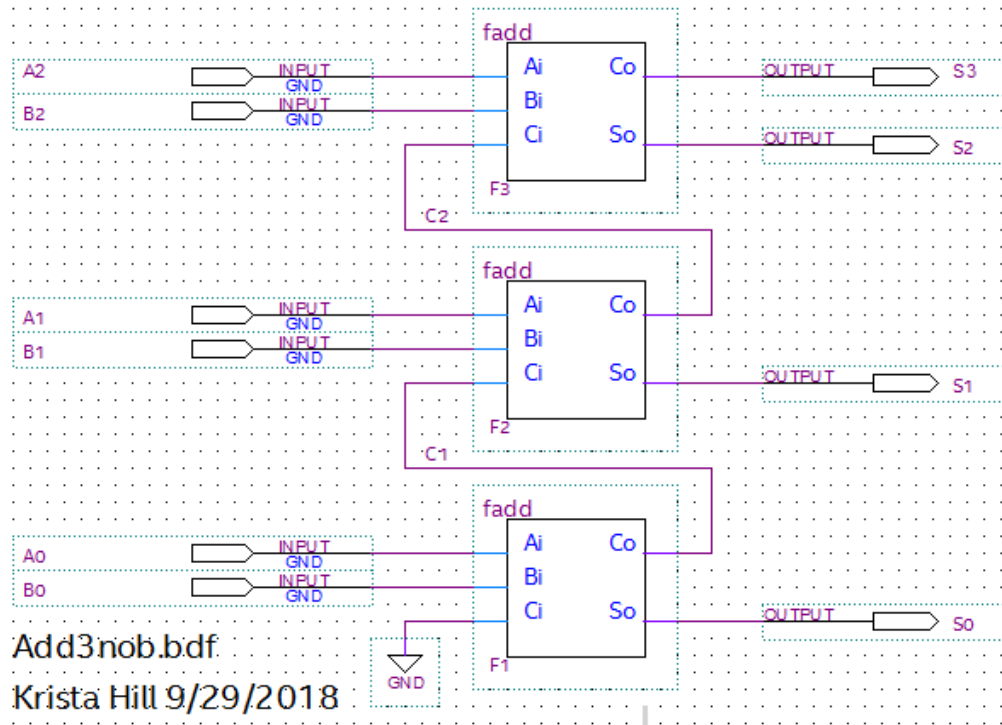 fadd
A2 INPUT Ai Co OUTPUT S3
GND
B2 INPUT Bi
GND
Ci So OUTPUT S2
F3
C2
fadd
A1 INPUT Ai Co
GND
B1 INPUT Bi
GND
Ci So OUTPUT S1
F2
C1
fadd
A0 INPUT Ai Co
GND
B0 INPUT Bi
GND
Ci So OUTPUT S0
F1
GND
Add3nob.bdf
Krista Hill 9/29/2018